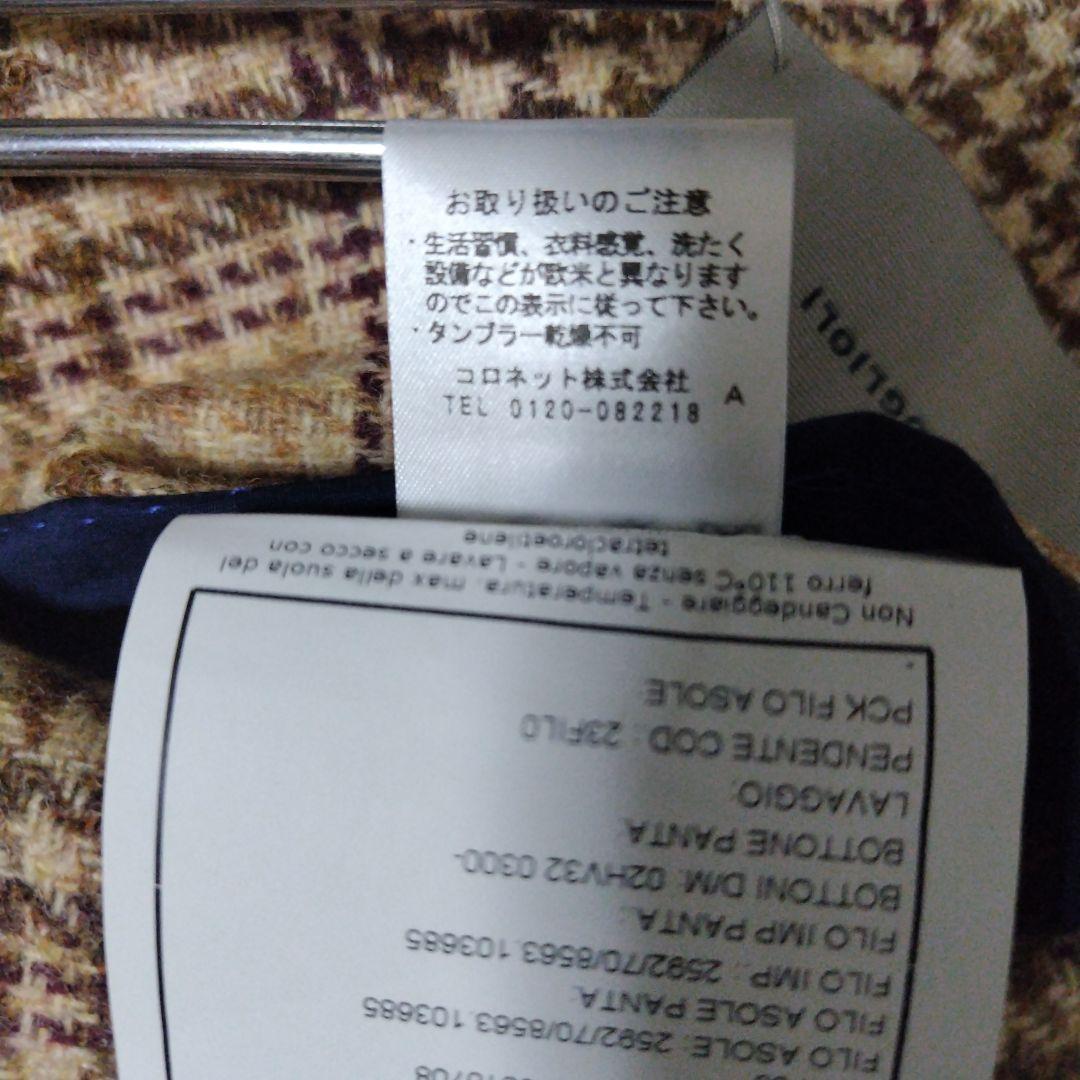 お取り扱いのご注意
・生活習慣、衣料感覚、洗たく
設備などが欧米と異なります
のでこの表示に従って下さい。
・タンブラー乾燥不可
コロネット株式会社
TEL 0120-082218
A
GLIOLI
FILO ASOLE: 2592/70/8563.103685
FILO ASOLE PANTA:
FILO IMP.: 2592/70/8563.103685
FILO IMP PANTA:
BOTTONI D/M: 02HV32 0300-
BOTTONE PANTA:
LAVAGGIO:
PENDENTE COD.: 23FIL0
PCK FILO ASOLE
Non Candeggiare - Temperatura. max della suola del
ferro 110°C senza vapore - Lavare a secco con
tetracloroetilene